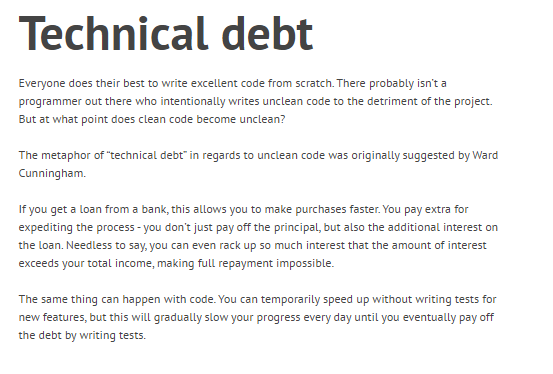 Technical debt
Everyone does their best to write excellent code from scratch. There probably isn't a
programmer out there who intentionally writes unclean code to the detriment of the project.
But at what point does clean code become unclean?
The metaphor of “technical debt” in regards to unclean code was originally suggested by Ward
Cunningham.
If you get a loan from a bank, this allows you to make purchases faster. You pay extra for
expediting the process - you don't just pay off the principal, but also the additional interest on
the loan. Needless to say, you can even rack up so much interest that the amount of interest
exceeds your total income, making full repayment impossible.
The same thing can happen with code. You can temporarily speed up without writing tests for
new features, but this will gradually slow your progress every day until you eventually pay off
the debt by writing tests.